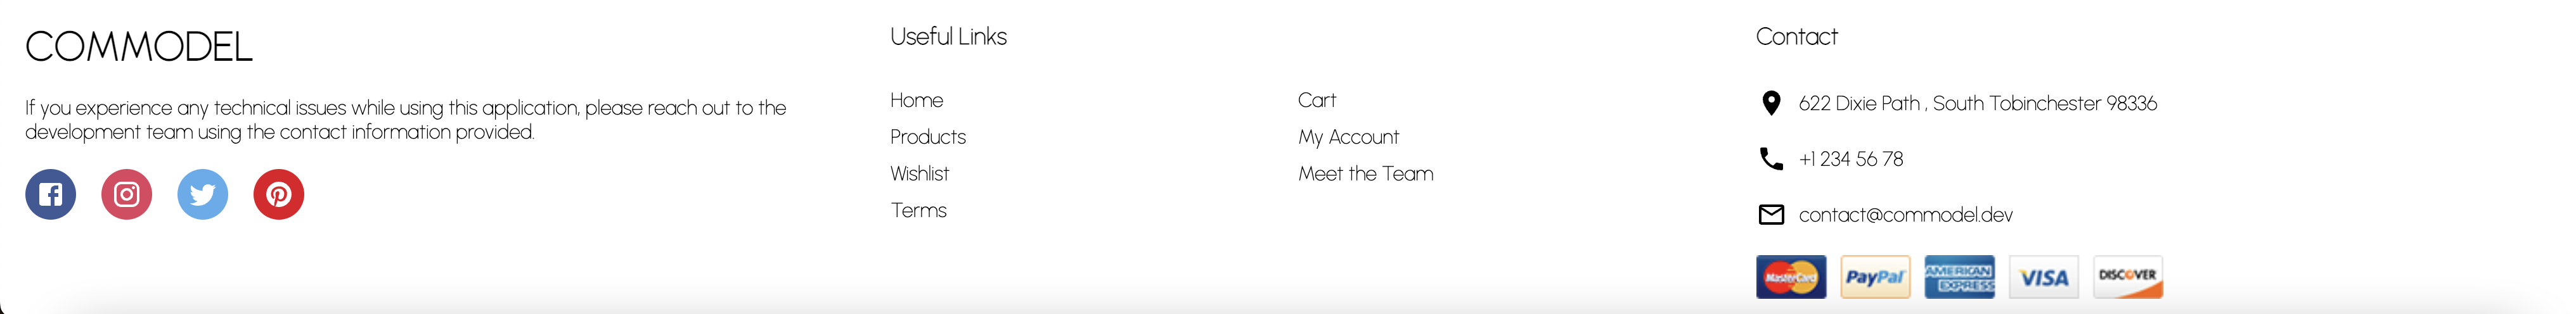 COMMODEL
If you experience any technical issues while using this application, please reach out to the
development team using the contact information provided.
Useful Links
Home
Products
Wishlist
Terms
Cart
My Account
Meet the Team
Contact
622 Dixie Path , South Tobinchester 98336
+1 234 56 78
contact@commodel.dev
MasterCard
PayPal
AMERICAN
EXPRESS
VISA
DISCOVER